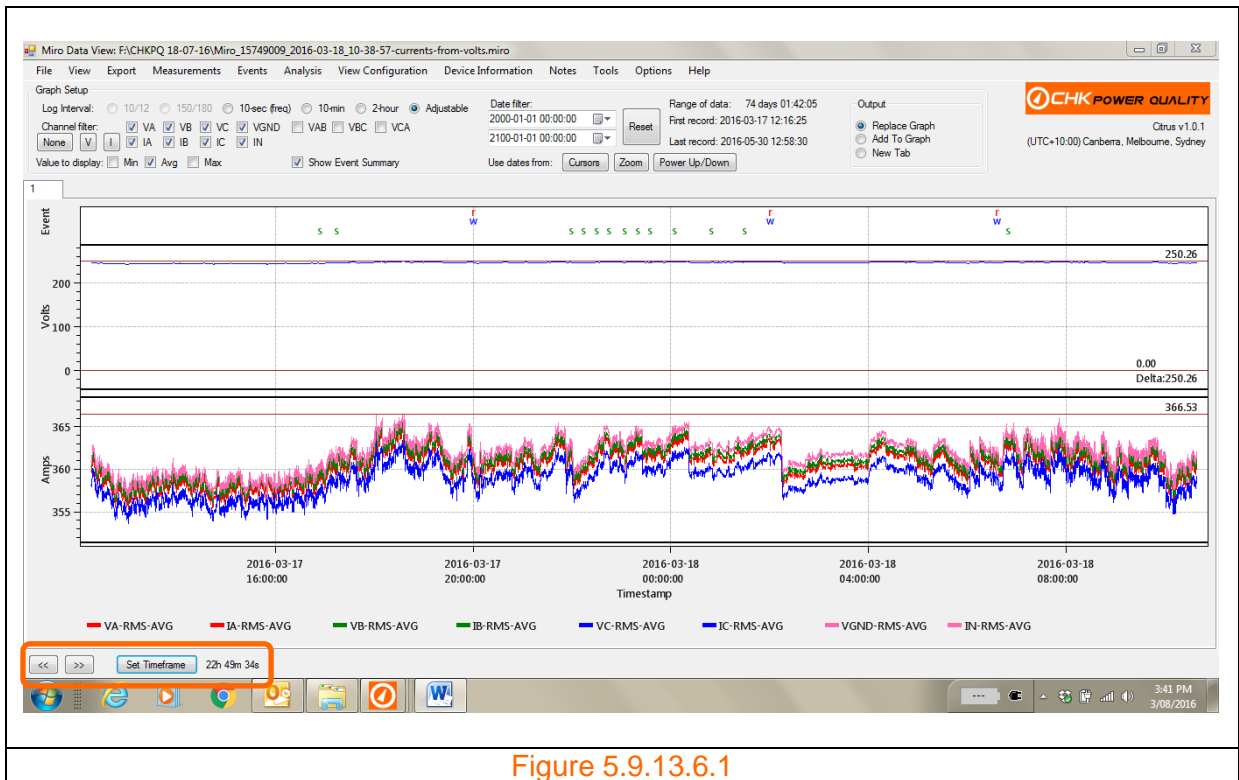 Miro Data View: F:\CHKPQ 18-07-16\Miro_15749009_2016-03-18_10-38-57-currents-from-volts.miro
File View Export Measurements Events Analysis View Configuration Device Information Notes Tools Options Help
Graph Setup
Log Interval: 10/12 150/180 10-sec (freq) 10-min 2-hour Adjustable
Channel filter: VA VB VC VGND VAB VBC VCA
None V I IA IB IC IN
Value to display: Min Avg Max Show Event Summary
Date filter:
2000-01-01 00:00:00
2100-01-01 00:00:00
Reset
Use dates from: Cursors Zoom Power Up/Down
Range of data: 74 days 01:42:05
First record: 2016-03-17 12:16:25
Last record: 2016-05-30 12:58:30
Output
Replace Graph
Add To Graph
New Tab
CHK POWER QUALITY
Citrus v1.0.1
(UTC+10:00) Canberra, Melbourne, Sydney
1
Event
r r r
w w w
s s s s s s s s s s s s s
250.26
Volts
200
100
0
0.00
Delta:250.26
366.53
Amps
365
360
355
2016-03-17 2016-03-17 2016-03-18 2016-03-18 2016-03-18
16:00:00 20:00:00 00:00:00 04:00:00 08:00:00
Timestamp
VA-RMS-AVG IA-RMS-AVG VB-RMS-AVG IB-RMS-AVG VC-RMS-AVG IC-RMS-AVG VGND-RMS-AVG IN-RMS-AVG
<< >> Set Timeframe 22h 49m 34s
3:41 PM
3/08/2016
Figure 5.9.13.6.1